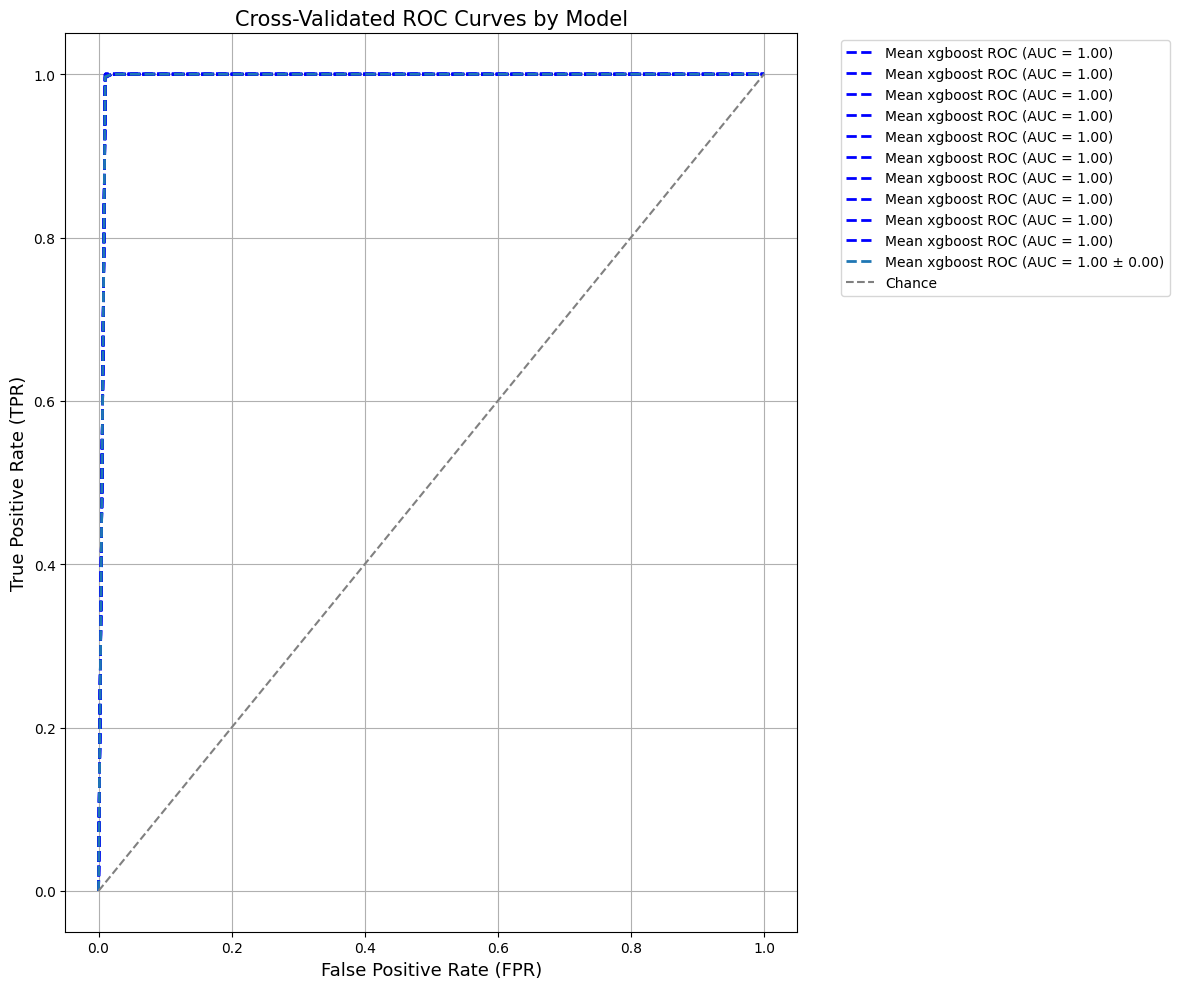 Cross-Validated ROC Curves by Model
Mean xgboost ROC (AUC = 1.00)
Mean xgboost ROC (AUC = 1.00)
Mean xgboost ROC (AUC = 1.00)
Mean xgboost ROC (AUC = 1.00)
Mean xgboost ROC (AUC = 1.00)
Mean xgboost ROC (AUC = 1.00)
Mean xgboost ROC (AUC = 1.00)
Mean xgboost ROC (AUC = 1.00)
Mean xgboost ROC (AUC = 1.00)
Mean xgboost ROC (AUC = 1.00)
Mean xgboost ROC (AUC = 1.00 ± 0.00)
Chance
True Positive Rate (TPR)
1.0
0.8
0.6
0.4
0.2
0.0
0.0 0.2 0.4 0.6 0.8 1.0
False Positive Rate (FPR)